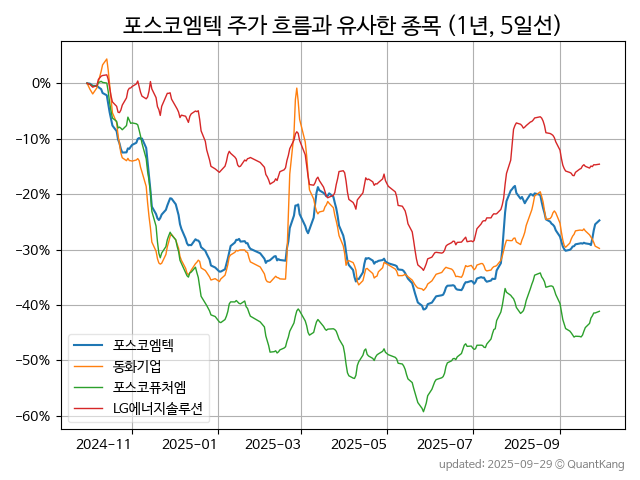 포스코엠텍 주가 흐름과 유사한 종목 (1년, 5일선)
0%
−10%
−20%
−30%
−40%
−50%
−60%
포스코엠텍
동화기업
포스코퓨처엠
LG에너지솔루션
2024-11
2025-01
2025-03
2025-05
2025-07
2025-09
updated: 2025-09-29 © QuantKang